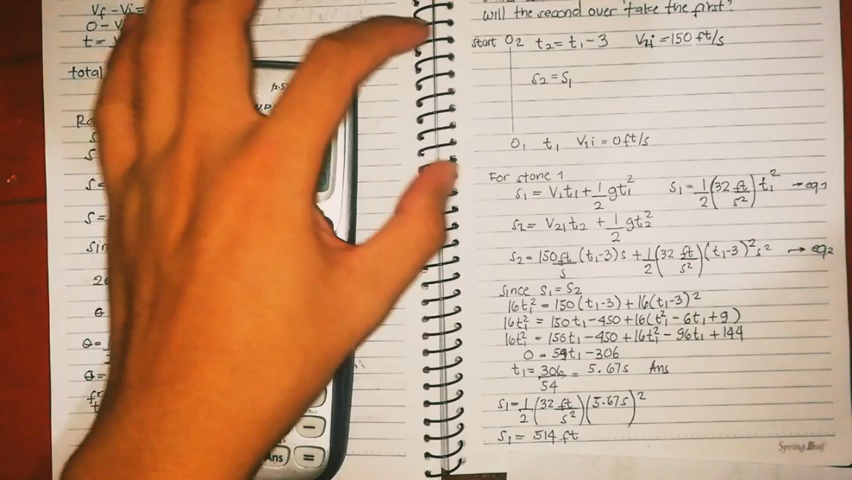 Vf - Vi =
0 - V
t =
total
s =
s =
θ =
θ =
Ans
=
will the second over take the first?
start O2 t2 = t1 - 3 V2i = 150 ft/s
s2 = s1
O1 t1 V1i = 0 ft/s
For stone 1
s1 = V1t1 + 1/2 gt1² s1 = 1/2 (32 ft/s²) t1² → eq1
s2 = V21t2 + 1/2 gt2²
s2 = 150 ft/s (t1-3)s + 1/2 (32 ft/s²)(t1-3)² s² → eq2
since s1 = s2
16t1² = 150(t1-3) + 16(t1-3)²
16t1² = 150t1 - 450 + 16(t1² - 6t1 + 9)
16t1² = 150t1 - 450 + 16t1² - 96t1 + 144
0 = 54t1 - 306
t1 = 306/54 = 5.67s Ans
s1 = 1/2 (32 ft/s²)(5.67s)²
s1 = 514 ft
Spring Leaf